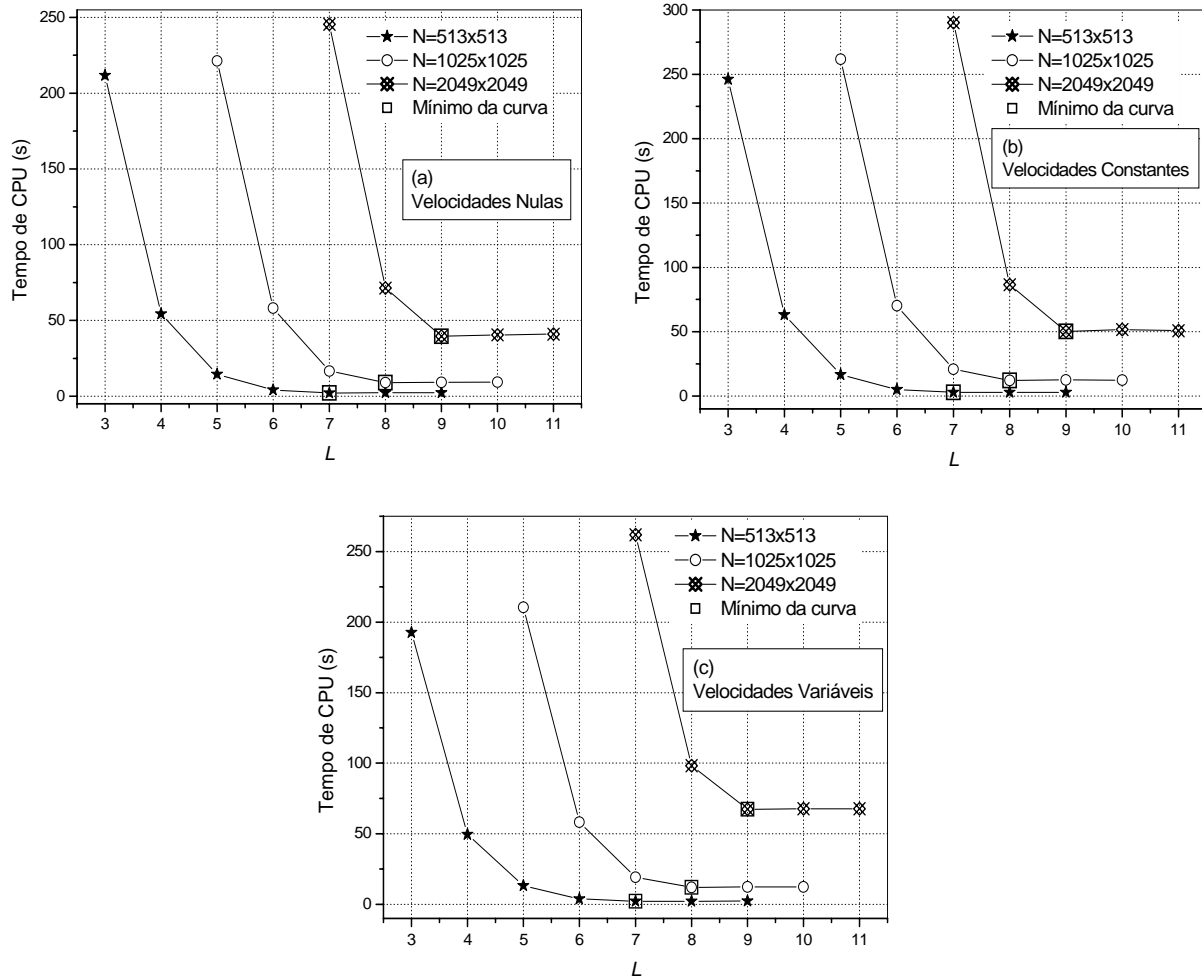 250
200
150
100
50
0
Tempo de CPU (s)
N=513x513
N=1025x1025
N=2049x2049
Mínimo da curva
(a)
Velocidades Nulas
3 4 5 6 7 8 9 10 11
L
300
250
200
150
100
50
0
Tempo de CPU (s)
N=513x513
N=1025x1025
N=2049x2049
Mínimo da curva
(b)
Velocidades Constantes
3 4 5 6 7 8 9 10 11
L
250
200
150
100
50
0
Tempo de CPU (s)
N=513x513
N=1025x1025
N=2049x2049
Mínimo da curva
(c)
Velocidades Variáveis
3 4 5 6 7 8 9 10 11
L